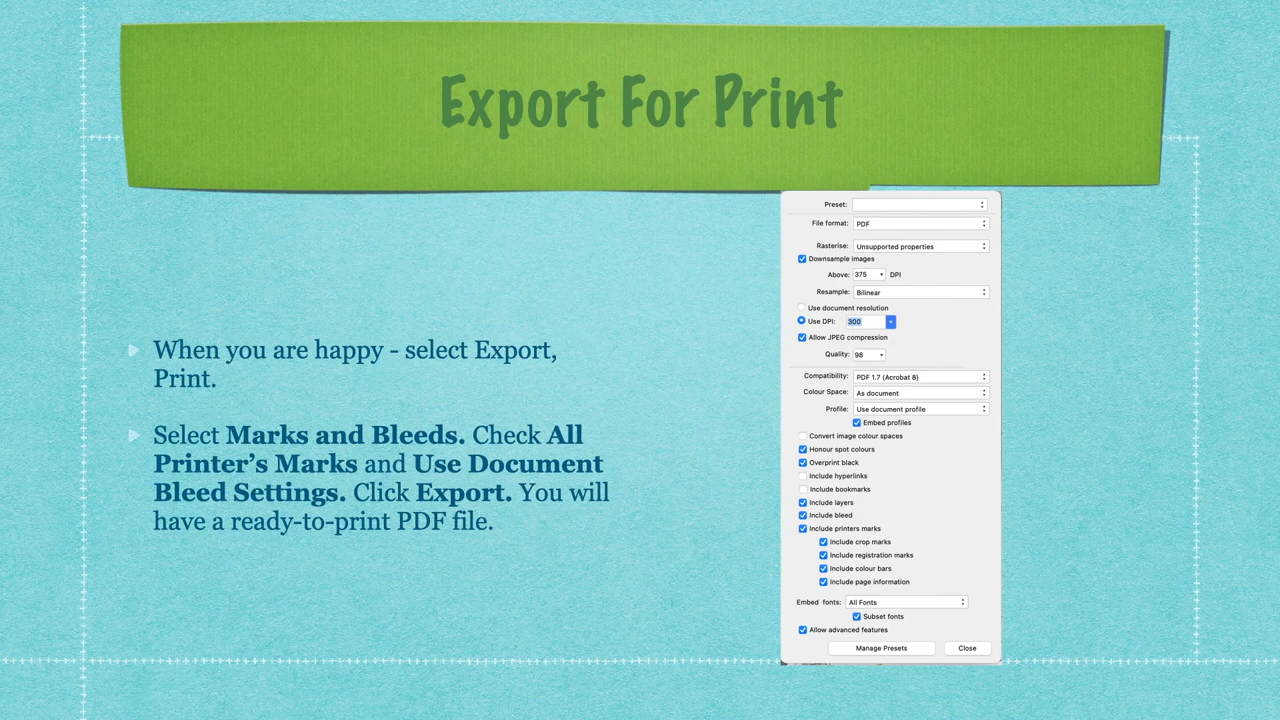 Export For Print
When you are happy - select Export,
Print.
Select Marks and Bleeds. Check All
Printer’s Marks and Use Document
Bleed Settings. Click Export. You will
have a ready-to-print PDF file.
Preset:
File format: PDF
Rasterise: Unsupported properties
Downsample images
Above: 375 DPI
Resample: Bilinear
Use document resolution
Use DPI: 300
Allow JPEG compression
Quality: 98
Compatibility: PDF 1.7 (Acrobat 8)
Colour Space: As document
Profile: Use document profile
Embed profiles
Convert image colour spaces
Honour spot colours
Overprint black
Include hyperlinks
Include bookmarks
Include layers
Include bleed
Include printers marks
Include crop marks
Include registration marks
Include colour bars
Include page information
Embed fonts: All Fonts
Subset fonts
Allow advanced features
Manage Presets Close